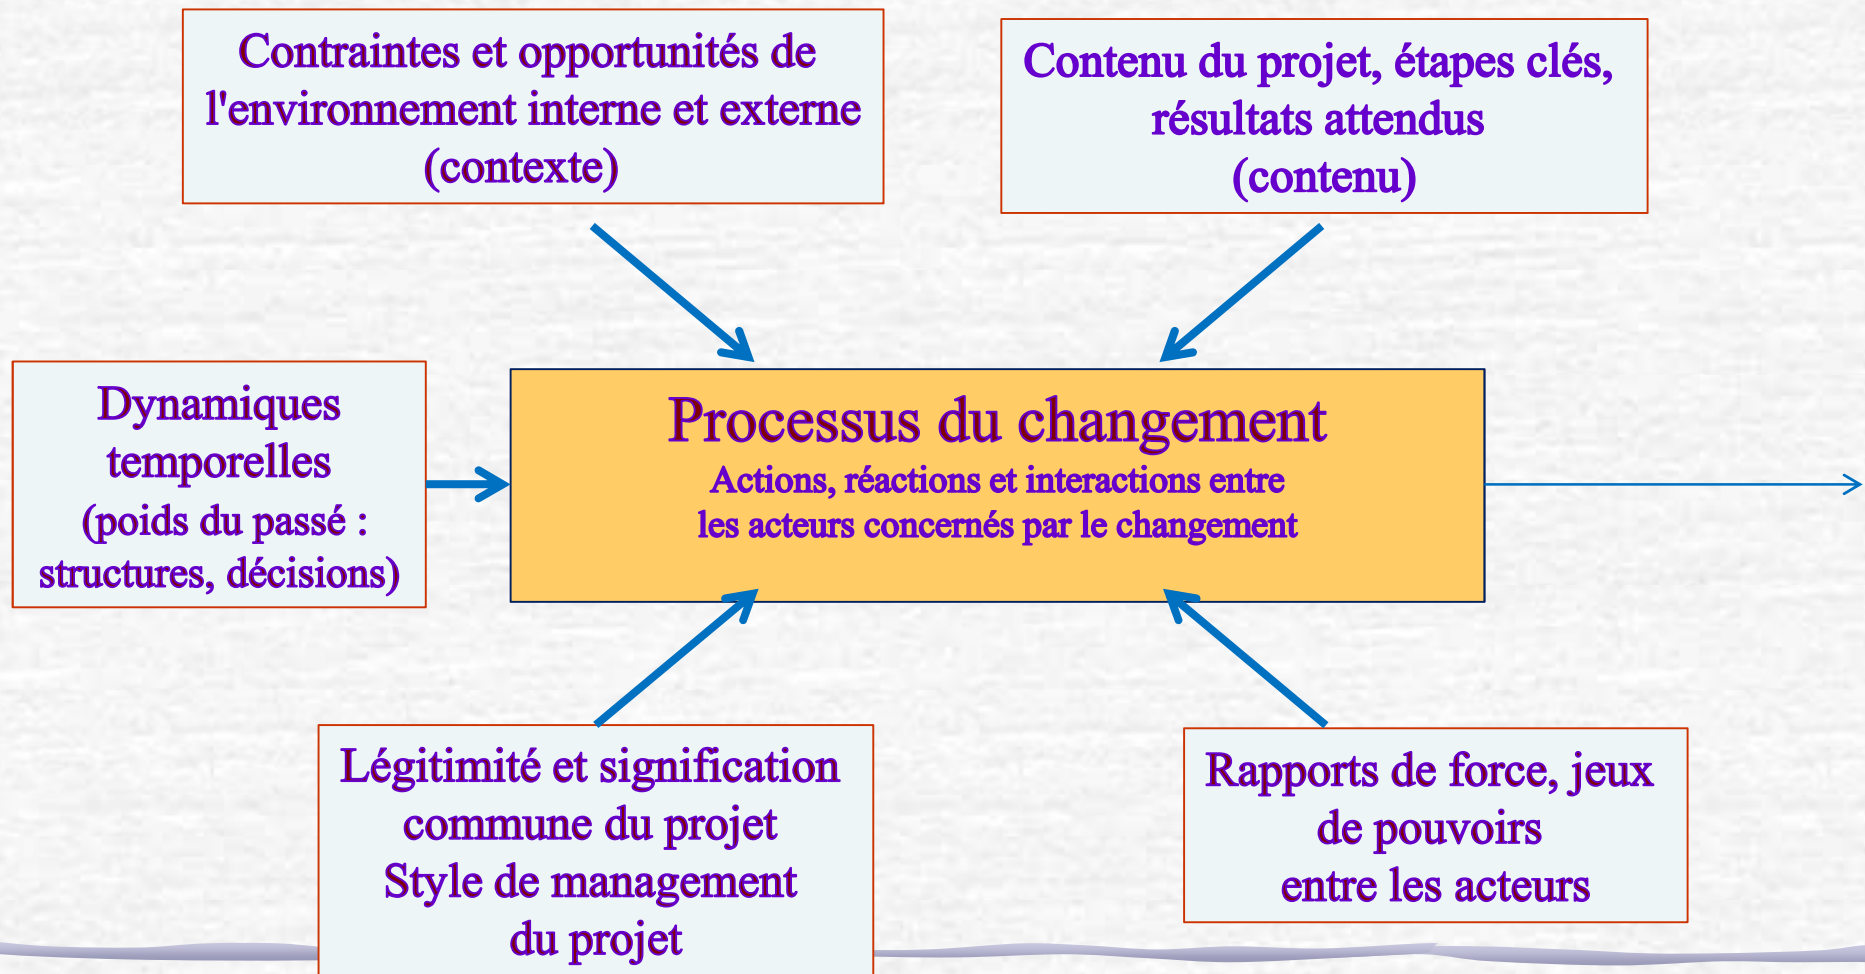 Contraintes et opportunités de
l'environnement interne et externe
(contexte)
Contenu du projet, étapes clés,
résultats attendus
(contenu)
Dynamiques
temporelles
(poids du passé :
structures, décisions)
Processus du changement
Actions, réactions et interactions entre
les acteurs concernés par le changement
Légitimité et signification
commune du projet
Style de management
du projet
Rapports de force, jeux
de pouvoirs
entre les acteurs